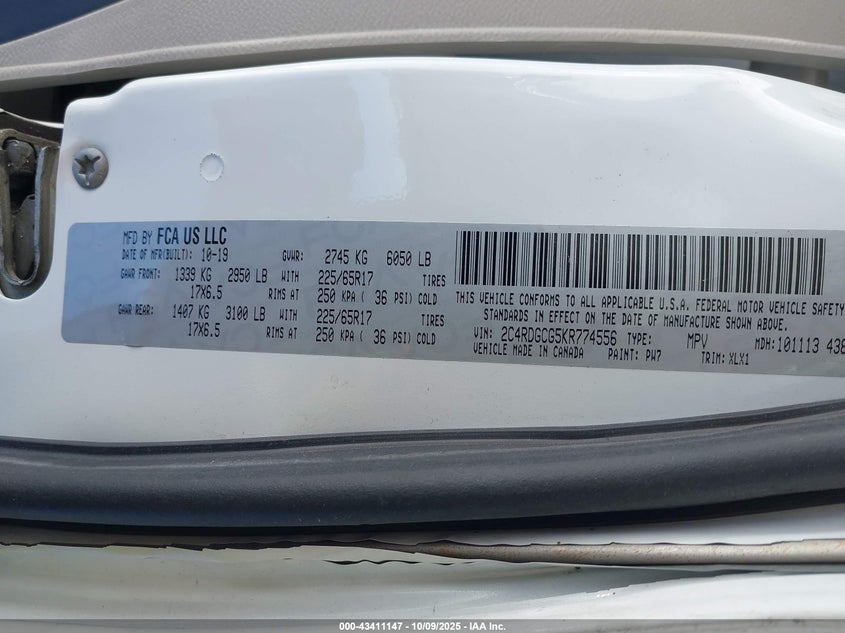 MFD BY FCA US LLC
DATE OF MFR(BUILT): 10-19 GVWR: 2745 KG 6050 LB
GAWR FRONT: 1339 KG 2950 LB WITH 225/65R17 TIRES
17X6.5 RIMS AT 250 KPA ( 36 PSI) COLD
GAWR REAR: 1407 KG 3100 LB WITH 225/65R17 TIRES
17X6.5 RIMS AT 250 KPA ( 36 PSI) COLD
THIS VEHICLE CONFORMS TO ALL APPLICABLE U.S.A. FEDERAL MOTOR VEHICLE SAFETY
STANDARDS IN EFFECT ON THE DATE OF MANUFACTURE SHOWN ABOVE.
VIN: 2C4RDGCG5KR774556 TYPE: MPV MDH: 101113 438
VEHICLE MADE IN CANADA PAINT: PW7 TRIM: XLX1
000-43411147 - 10/09/2025 - IAA Inc.